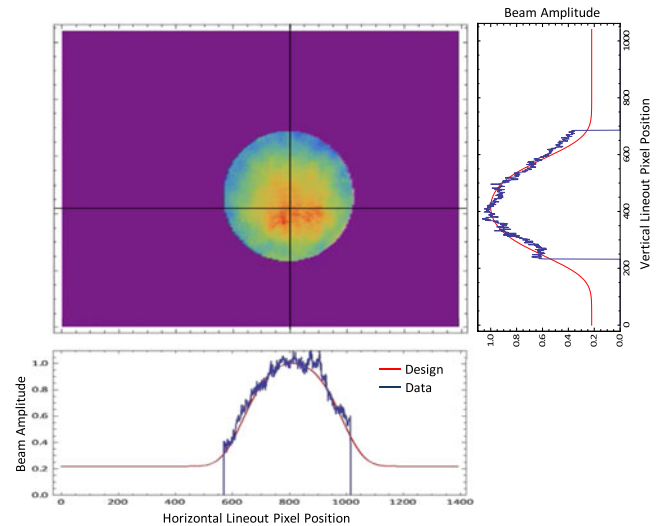 Beam Amplitude
1000
800
600
400
200
0
Vertical Lineout Pixel Position
1.0 0.8 0.6 0.4 0.2 0.0
1.0
0.8
0.6
0.4
0.2
0.0
Beam Amplitude
Design
Data
0 200 400 600 800 1000 1200 1400
Horizontal Lineout Pixel Position